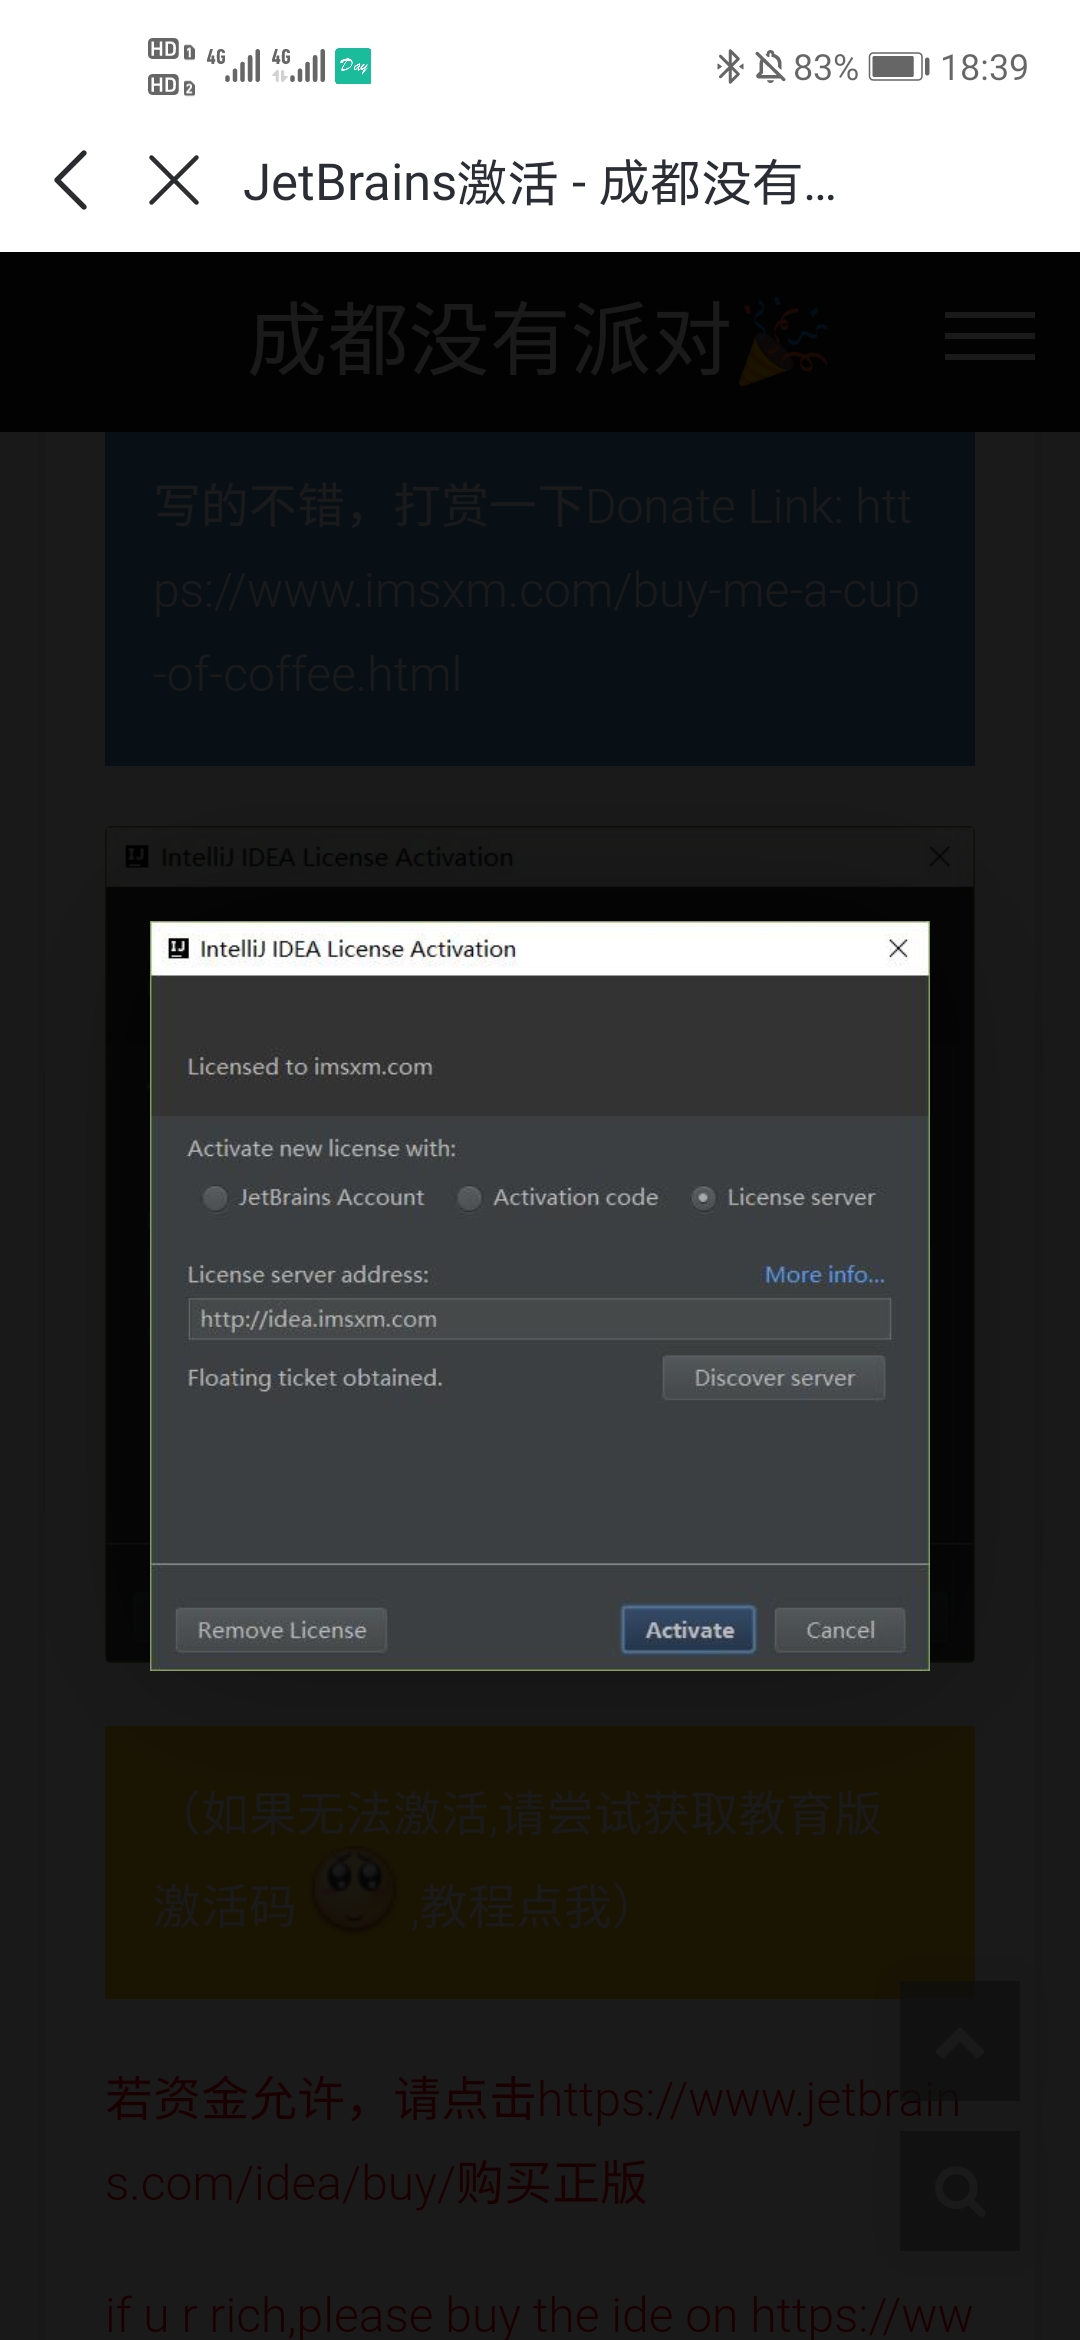 HD 1 4G 4G Day 83% 18:39
HD 2
JetBrains激活 - 成都没有...
成都没有派对
写的不错，打赏一下Donate Link: htt
ps://www.imsxm.com/buy-me-a-cup
-of-coffee.html
IntelliJ IDEA License Activation
IntelliJ IDEA License Activation
Licensed to imsxm.com
Activate new license with:
JetBrains Account Activation code License server
License server address: More info...
http://idea.imsxm.com
Floating ticket obtained. Discover server
Remove License Activate Cancel
（如果无法激活,请尝试获取教育版
激活码 ,教程点我）
若资金允许，请点击https://www.jetbrain
s.com/idea/buy/购买正版
if u r rich,please buy the ide on https://ww